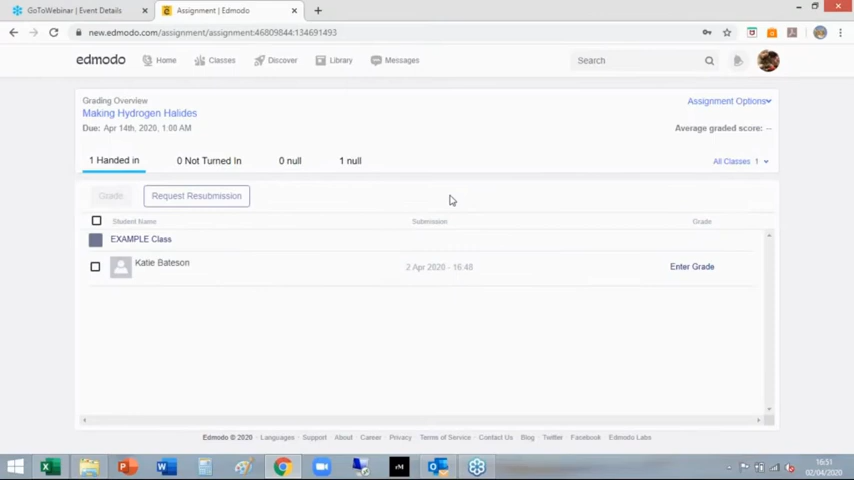 GoToWebinar | Event Details
Assignment | Edmodo
new.edmodo.com/assignment/assignment:46809844:134691493
edmodo
Home
Classes
Discover
Library
Messages
Search
Grading Overview
Assignment Options
Making Hydrogen Halides
Due: Apr 14th, 2020, 1:00 AM
Average graded score: --
1 Handed in
0 Not Turned In
0 null
1 null
All Classes 1
Grade
Request Resubmission
Student Name
Submission
Grade
EXAMPLE Class
Katie Bateson
2 Apr 2020 - 16:48
Enter Grade
Edmodo © 2020 · Languages · Support · About · Career · Privacy · Terms of Service · Contact Us · Blog · Twitter · Facebook · Edmodo Labs
16:51
02/04/2020